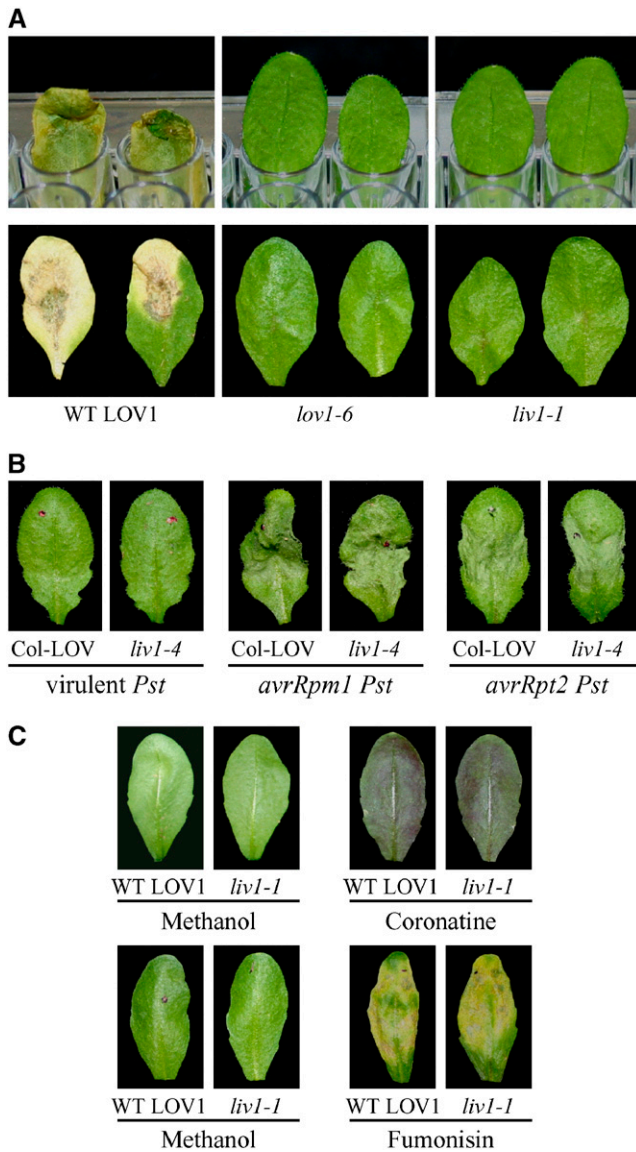 A
WT LOV1 lov1-6 liv1-1
B
Col-LOV liv1-4 Col-LOV liv1-4 Col-LOV liv1-4
virulent Pst avrRpm1 Pst avrRpt2 Pst
C
WT LOV1 liv1-1 WT LOV1 liv1-1
Methanol Coronatine
WT LOV1 liv1-1 WT LOV1 liv1-1
Methanol Fumonisin